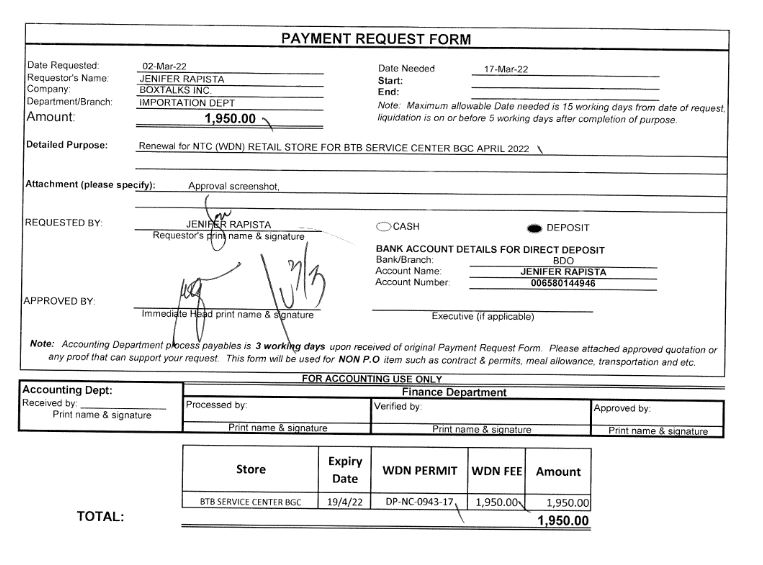 PAYMENT REQUEST FORM
Date Requested: 02-Mar-22
Requestor's Name: JENIFER RAPISTA
Company: BOXTALKS INC.
Department/Branch: IMPORTATION DEPT
Amount: 1,950.00
Date Needed 17-Mar-22
Start:
End:
Note: Maximum allowable Date needed is 15 working days from date of request,
liquidation is on or before 5 working days after completion of purpose.
Detailed Purpose: Renewal for NTC (WDN) RETAIL STORE FOR BTB SERVICE CENTER BGC APRIL 2022
Attachment (please specify): Approval screenshot,
REQUESTED BY: JENIFER RAPISTA
Requestor's print name & signature
CASH DEPOSIT
BANK ACCOUNT DETAILS FOR DIRECT DEPOSIT
Bank/Branch: BDO
Account Name: JENIFER RAPISTA
Account Number: 006580144946
3/3
APPROVED BY:
Immediate Head print name & signature
Executive (if applicable)
Note: Accounting Department process payables is 3 working days upon received of original Payment Request Form. Please attached approved quotation or
any proof that can support your request. This form will be used for NON P.O item such as contract & permits, meal allowance, transportation and etc.
FOR ACCOUNTING USE ONLY
Accounting Dept: Finance Department
Received by: Processed by: Verified by: Approved by:
Print name & signature Print name & signature Print name & signature Print name & signature
Store Expiry Date WDN PERMIT WDN FEE Amount
BTB SERVICE CENTER BGC 19/4/22 DP-NC-0943-17 1,950.00 1,950.00
TOTAL: 1,950.00